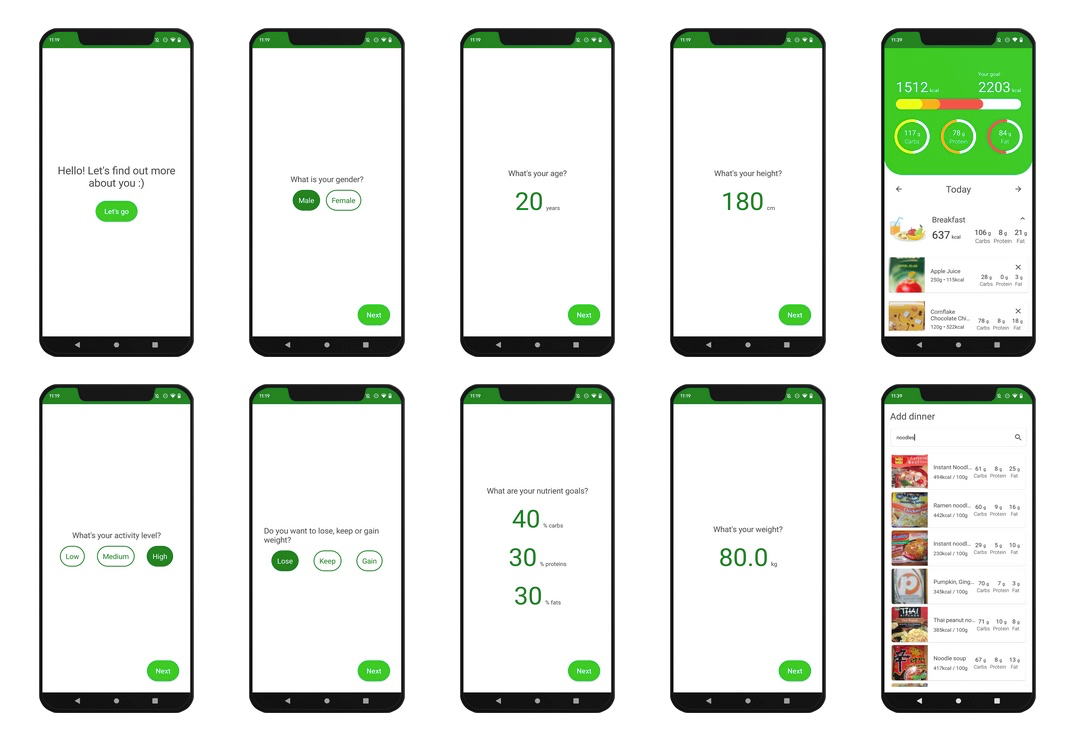 11:19
Hello! Let's find out more
about you :)
Let's go
11:19
What is your gender?
Male
Female
Next
11:19
What's your age?
20 years
Next
11:19
What's your height?
180 cm
Next
11:39
Your goal
1512 kcal
2203 kcal
117 g
Carbs
78 g
Protein
84 g
Fat
Today
Breakfast
637 kcal
106 g 8 g 21 g
Carbs Protein Fat
Apple Juice
250g • 115kcal
28 g 0 g 3 g
Carbs Protein Fat
Cornflake
Chocolate Chi...
120g • 522kcal
78 g 8 g 18 g
Carbs Protein Fat
11:19
What's your activity level?
Low
Medium
High
Next
11:19
Do you want to lose, keep or gain
weight?
Lose
Keep
Gain
Next
11:19
What are your nutrient goals?
40 % carbs
30 % proteins
30 % fats
Next
11:19
What's your weight?
80.0 kg
Next
11:39
Add dinner
noodles
Instant Noodl...
494kcal / 100g
61 g 8 g 25 g
Carbs Protein Fat
Ramen noodl...
442kcal / 100g
60 g 9 g 16 g
Carbs Protein Fat
Instant noodl...
230kcal / 100g
29 g 5 g 10 g
Carbs Protein Fat
Pumpkin, Ging...
345kcal / 100g
70 g 7 g 3 g
Carbs Protein Fat
THAI
Thai peanut no...
385kcal / 100g
71 g 10 g 8 g
Carbs Protein Fat
辛
Noodle soup
417kcal / 100g
67 g 8 g 13 g
Carbs Protein Fat